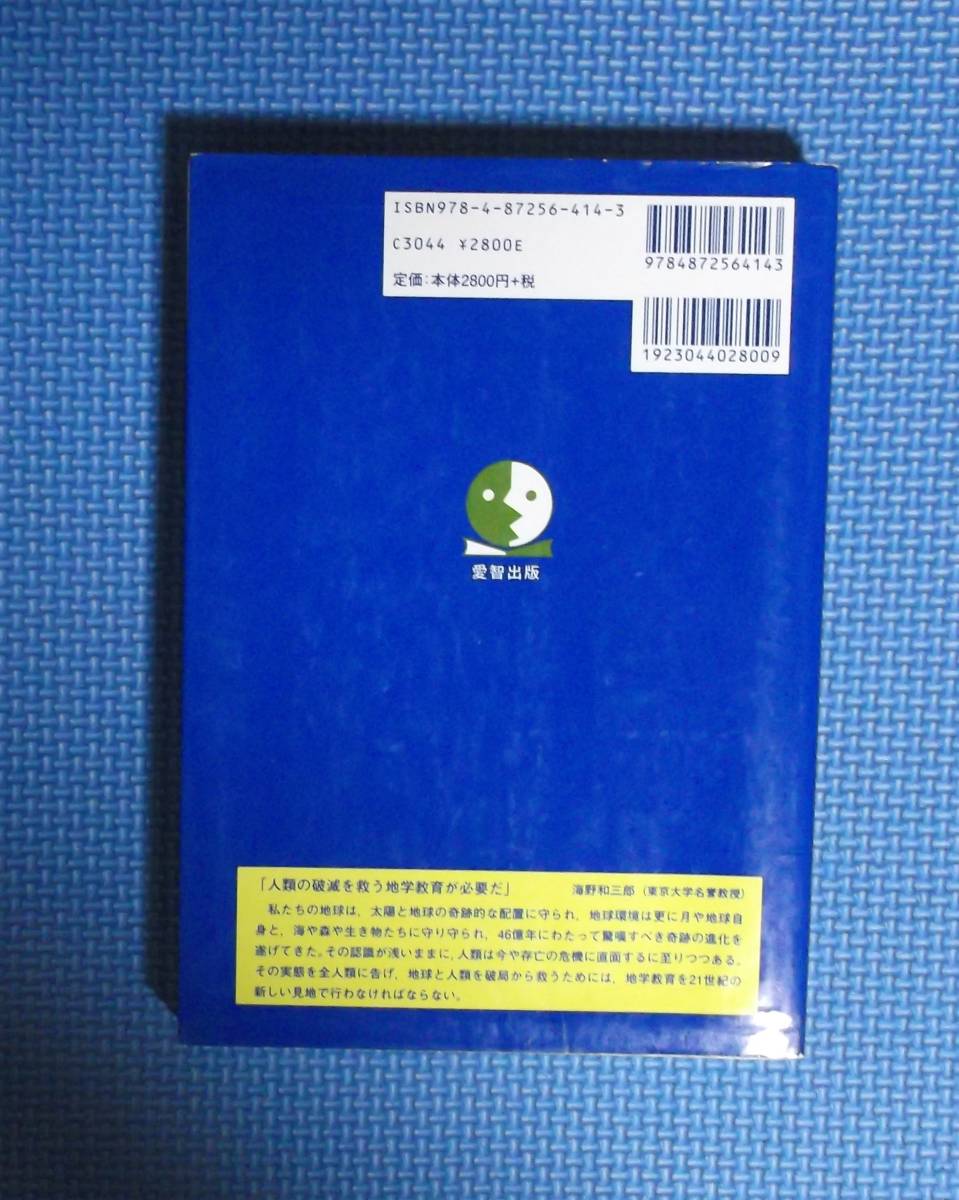 ISBN978-4-87256-414-3
C3044 ¥2800E
定価：本体2800円+税
9784872564143
1923044028009
愛智出版
「人類の破滅を救う地学教育が必要だ」 海野和三郎（東京大学名誉教授）
私たちの地球は，太陽と地球の奇跡的な配置に守られ，地球環境は更に月や地球自
身と，海や森や生き物たちに守り守られ，46億年にわたって驚嘆すべき奇跡の進化を
遂げてきた。その認識が浅いままに，人類は今や存亡の危機に直面するに至りつつある。
その実態を全人類に告げ，地球と人類を破局から救うためには，地学教育を21世紀の
新しい見地で行わなければならない。